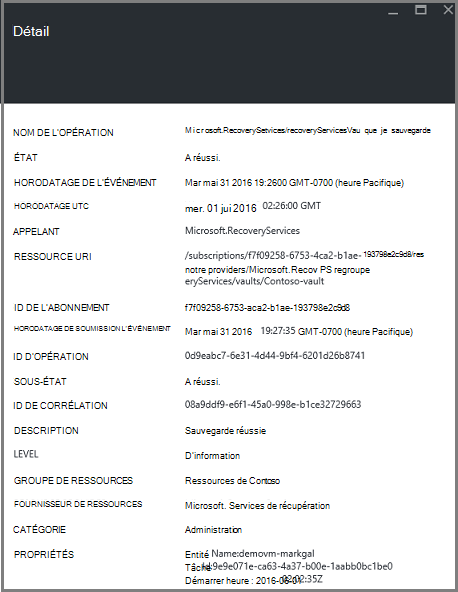 Détail
NOM DE L'OPÉRATION Microsoft.RecoverySetvices/recoveryServicesVau que je sauvegarde
ÉTAT A réussi.
HORODATAGE DE L'ÉVÉNEMENT Mar mai 31 2016 19:2600 GMT-0700 (heure Pacifique)
HORODATAGE UTC mer. 01 jui 2016 02:26:00 GMT
APPELANT Microsoft.RecoveryServices
RESSOURCE URI /subscriptions/f7f09258-6753-4ca2-b1ae-193798e2c9d8/res
notre providers/Microsoft.Recov PS regroupe
eryServices/vaults/Contoso-vault
ID DE L'ABONNEMENT f7f09258-6753-aca2-b1ae-193798e2c9d8
HORODATAGE DE SOUMISSION L'ÉVÉNEMENT Mar mai 31 2016 19:27:35 GMT-0700 (heure Pacifique)
ID D'OPÉRATION 0d9eabc7-6e31-4d44-9bf4-6201d26b8741
SOUS-ÉTAT A réussi.
ID DE CORRÉLATION 08a9ddf9-e6f1-45a0-998e-b1ce32729663
DESCRIPTION Sauvegarde réussie
LEVEL D'information
GROUPE DE RESSOURCES Ressources de Contoso
FOURNISSEUR DE RESSOURCES Microsoft. Services de récupération
CATÉGORIE Administration
PROPRIÉTÉS Entité Name:demovm-markgal
Tâche Id:9e9e071e-ca63-4a37-b00e-1aabb0bc1be0
Démarrer heure : 2016-06-01 02:02:35Z